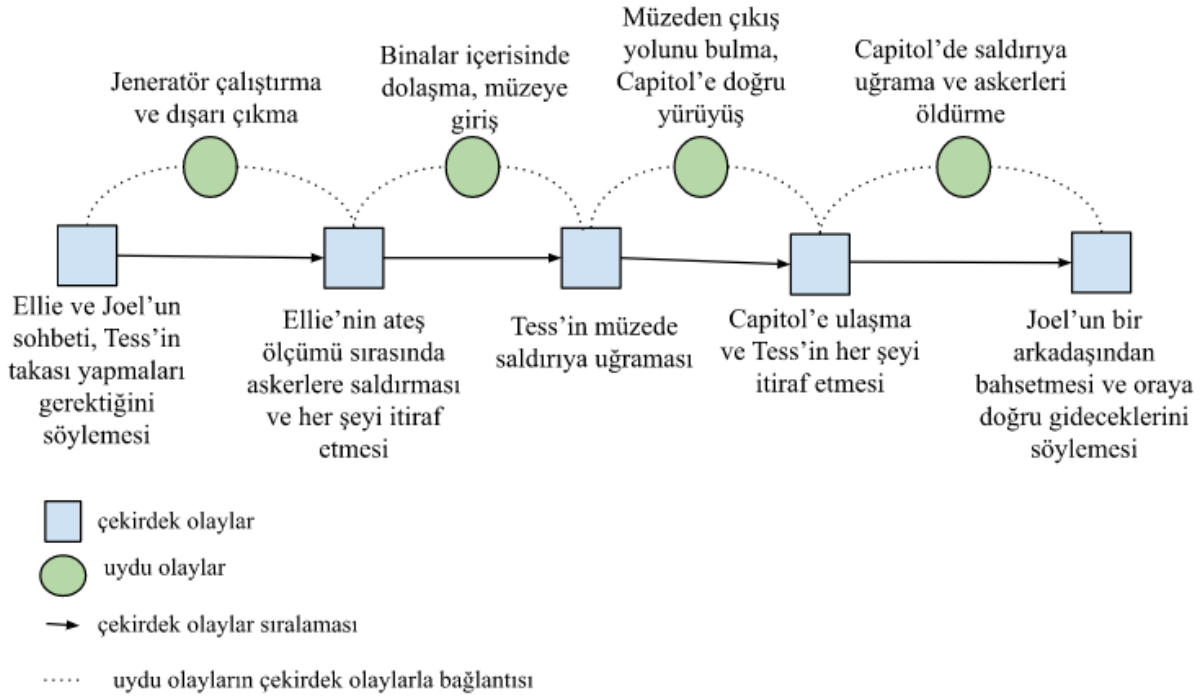 Jeneratör çalıştırma
ve dışarı çıkma
Binalar içerisinde
dolaşma, müzeye
giriş
Müzeden çıkış
yolunu bulma,
Capitol’e doğru
yürüyüş
Capitol’de saldırıya
uğrama ve askerleri
öldürme
Ellie ve Joel’un
sohbeti, Tess’in
takası yapmaları
gerektiğini
söylemesi
Ellie’nin ateş
ölçümü sırasında
askerlere saldırması
ve her şeyi itiraf
etmesi
Tess’in müzede
saldırıya uğraması
Capitol’e ulaşma
ve Tess’in her şeyi
itiraf etmesi
Joel’un bir
arkadaşından
bahsetmesi ve oraya
doğru gideceklerini
söylemesi
çekirdek olaylar
uydu olaylar
çekirdek olaylar sıralaması
uydu olayların çekirdek olaylarla bağlantısı